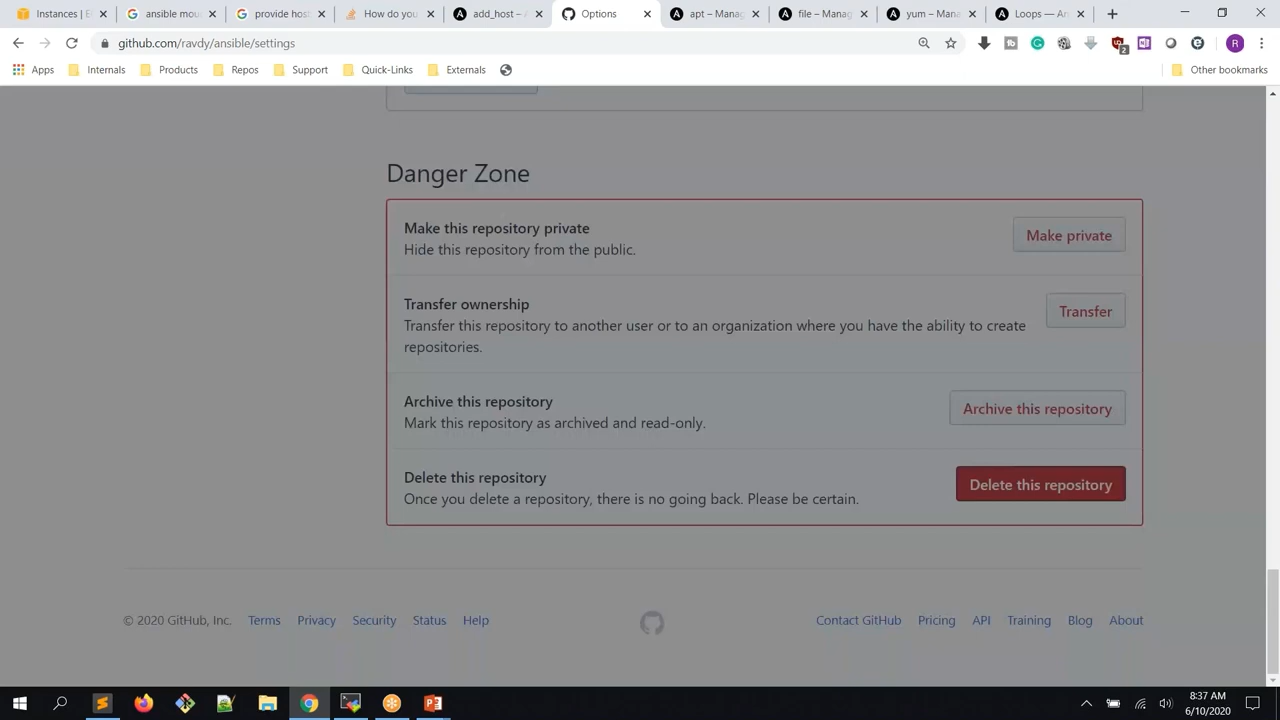 Instances | E
ansible mou
provide host
How do you
add_host – A
Options
apt – Manag
file – Manag
yum – Mana
Loops — An
github.com/ravdy/ansible/settings
2
R
Apps
Internals
Products
Repos
Support
Quick-Links
Externals
Other bookmarks
Danger Zone
Make this repository private
Hide this repository from the public.
Make private
Transfer ownership
Transfer this repository to another user or to an organization where you have the ability to create
repositories.
Transfer
Archive this repository
Mark this repository as archived and read-only.
Archive this repository
Delete this repository
Once you delete a repository, there is no going back. Please be certain.
Delete this repository
© 2020 GitHub, Inc.
Terms
Privacy
Security
Status
Help
Contact GitHub
Pricing
API
Training
Blog
About
8:37 AM
6/10/2020